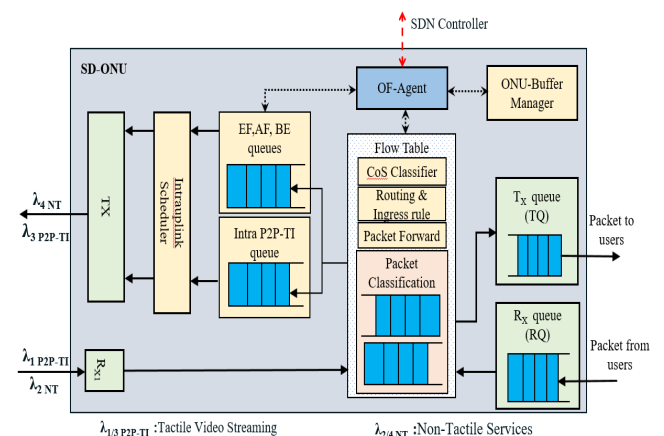 SDN Controller
SD-ONU
OF-Agent
ONU-Buffer
Manager
EF,AF, BE
queues
Flow Table
CoS Classifier
Routing &
Ingress rule
Packet Forward
Packet
Classification
TX
Intrauplink
Scheduler
Intra P2P-TI
queue
TX queue
(TQ)
Packet to
users
RX queue
(RQ)
Packet from
users
λ4 NT
λ3 P2P-TI
λ1 P2P-TI
λ2 NT
RX1
λ1/3 P2P-TI :Tactile Video Streaming
λ2/4 NT :Non-Tactile Services